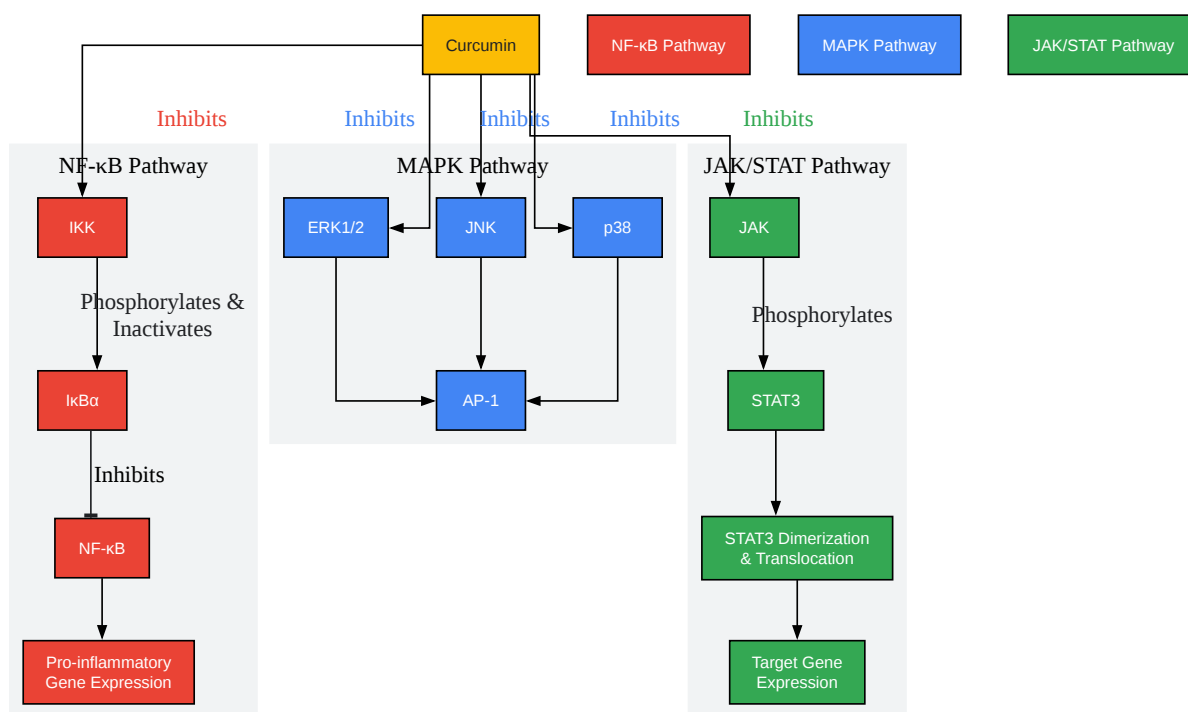 Curcumin
NF-κB Pathway
MAPK Pathway
JAK/STAT Pathway
Inhibits
Inhibits
Inhibits
Inhibits
Inhibits
NF-κB Pathway
MAPK Pathway
JAK/STAT Pathway
IKK
ERK1/2
JNK
p38
JAK
Phosphorylates &
Inactivates
Phosphorylates
IκBα
AP-1
STAT3
Inhibits
NF-κB
STAT3 Dimerization
& Translocation
Pro-inflammatory
Gene Expression
Target Gene
Expression